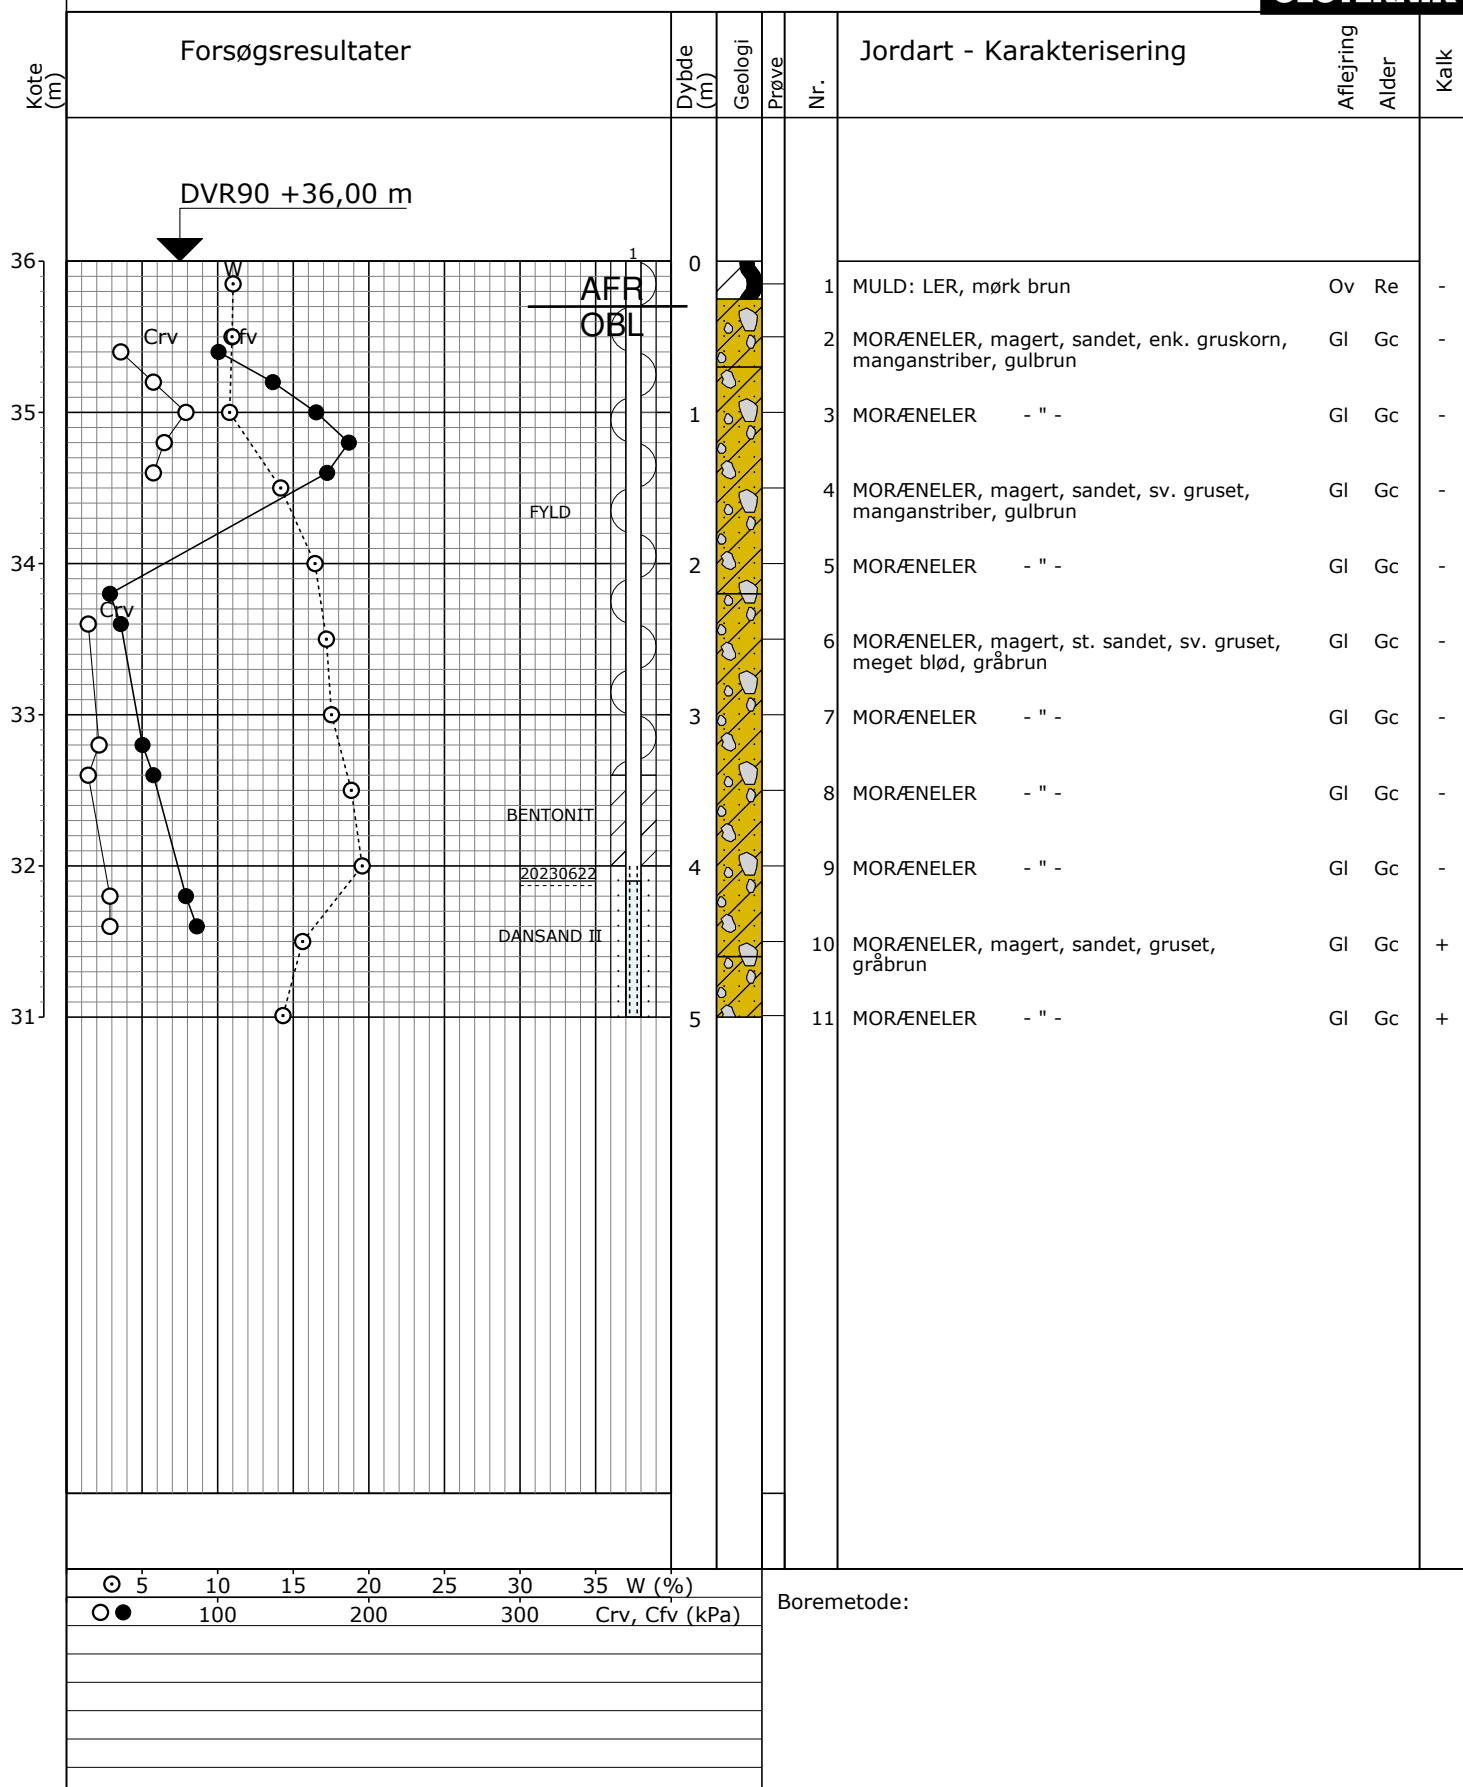 Kote (m)
Forsøgsresultater
Dybde (m)
Geologi
Prøve
Nr.
Jordart - Karakterisering
Aflejring
Alder
Kalk
DVR90 +36,00 m
1
36
W
0
AFR
1 MULD: LER, mørk brun Ov Re -
OBL
Crv
Cfv
2 MORÆNELER, magert, sandet, enk. gruskorn, Gl Gc -
manganstriber, gulbrun
35
1
3 MORÆNELER - " - Gl Gc -
4 MORÆNELER, magert, sandet, sv. gruset, Gl Gc -
manganstriber, gulbrun
FYLD
34
2
5 MORÆNELER - " - Gl Gc -
Crv
6 MORÆNELER, magert, st. sandet, sv. gruset, Gl Gc -
meget blød, gråbrun
33
3
7 MORÆNELER - " - Gl Gc -
8 MORÆNELER - " - Gl Gc -
BENTONIT
32
4
9 MORÆNELER - " - Gl Gc -
20230622
DANSAND II
10 MORÆNELER, magert, sandet, gruset, Gl Gc +
gråbrun
31
5
11 MORÆNELER - " - Gl Gc +
5 10 15 20 25 30 35 W (%)
100 200 300 Crv, Cfv (kPa)
Boremetode: